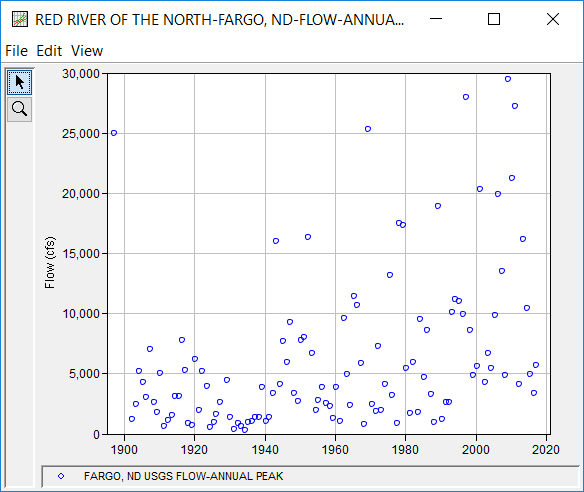 RED RIVER OF THE NORTH-FARGO, ND-FLOW-ANNUA...
File Edit View
30,000
25,000
20,000
15,000
10,000
5,000
0
Flow (cfs)
1900 1920 1940 1960 1980 2000 2020
FARGO, ND USGS FLOW-ANNUAL PEAK